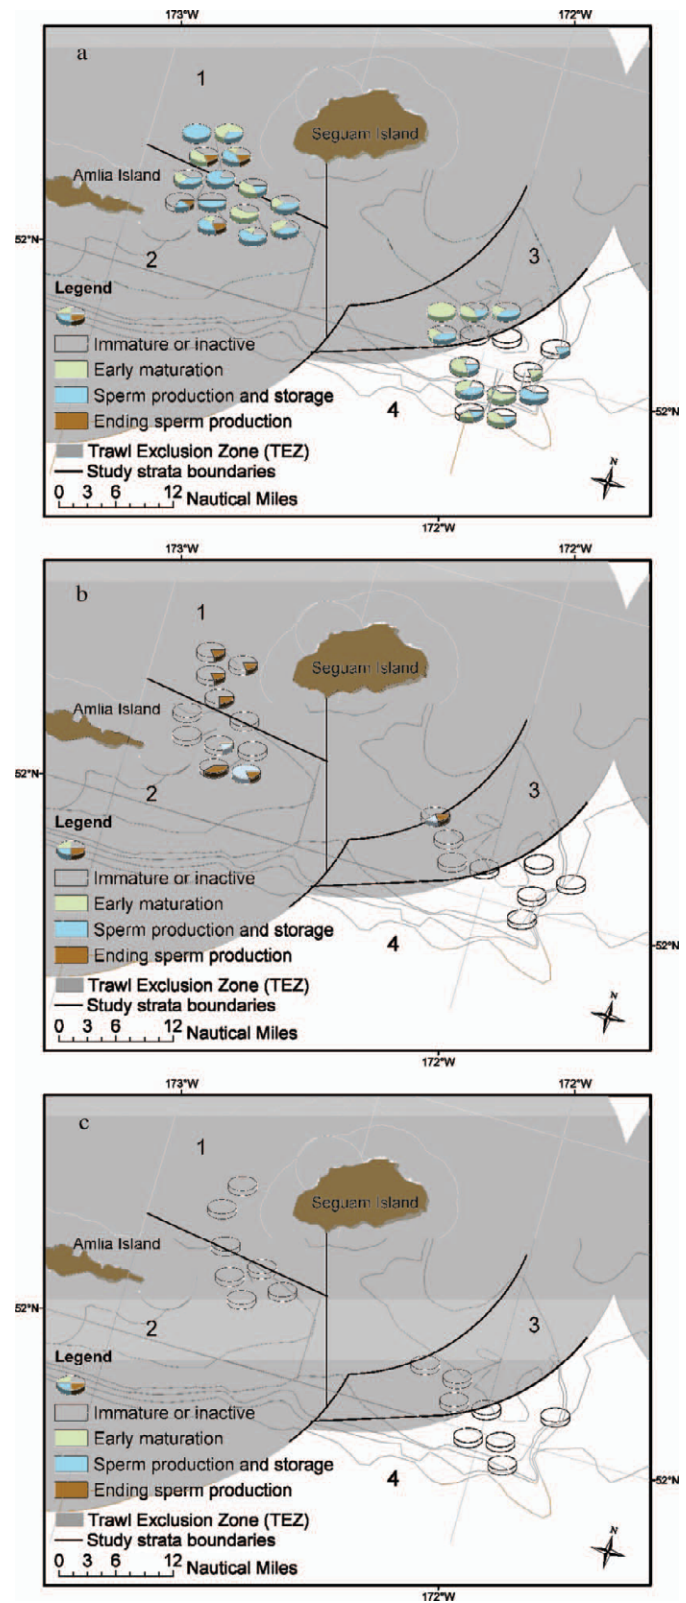 173°W
172°W
a
1
Seguam Island
Amlia Island
52°N
2
3
Legend
Immature or inactive
Early maturation
4
52°N
Sperm production and storage
Ending sperm production
Trawl Exclusion Zone (TEZ)
Study strata boundaries
0 3 6 12 Nautical Miles
N
172°W
173°W
172°W
b
1
Seguam Island
Amlia Island
52°N
2
3
Legend
Immature or inactive
Early maturation
4
52°N
Sperm production and storage
Ending sperm production
Trawl Exclusion Zone (TEZ)
Study strata boundaries
0 3 6 12 Nautical Miles
N
172°W
173°W
172°W
c
1
Seguam Island
Amlia Island
52°N
2
3
Legend
Immature or inactive
Early maturation
4
52°N
Sperm production and storage
Ending sperm production
Trawl Exclusion Zone (TEZ)
Study strata boundaries
0 3 6 12 Nautical Miles
N
172°W